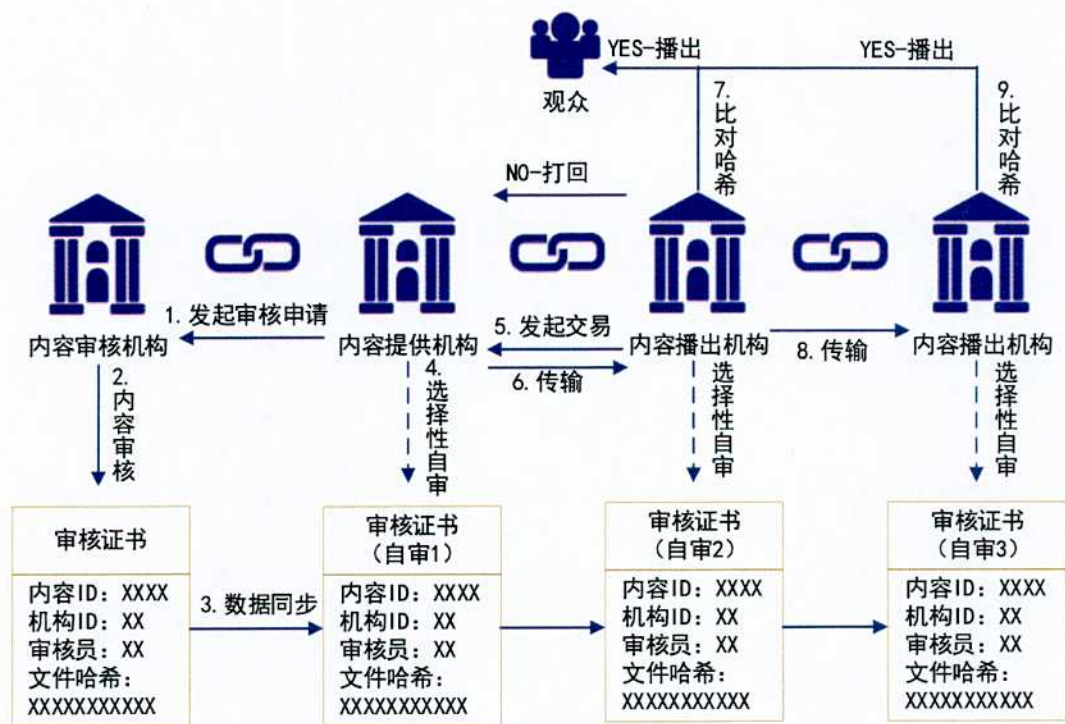 YES-播出
YES-播出
观众
7.比对哈希
9.比对哈希
NO-打回
1.发起审核申请
5.发起交易
内容审核机构
内容提供机构
内容播出机构
8.传输
内容播出机构
6.传输
2.内容审核
4.选择性自审
选择性自审
选择性自审
审核证书
审核证书
(自审1)
审核证书
(自审2)
审核证书
(自审3)
内容ID：XXXX
机构ID：XX
审核员：XX
文件哈希：
XXXXXXXXXXX
3.数据同步
内容ID：XXXX
机构ID：XX
审核员：XX
文件哈希：
XXXXXXXXXXX
内容ID：XXXX
机构ID：XX
审核员：XX
文件哈希：
XXXXXXXXXXX
内容ID：XXXX
机构ID：XX
审核员：XX
文件哈希：
XXXXXXXXXXX